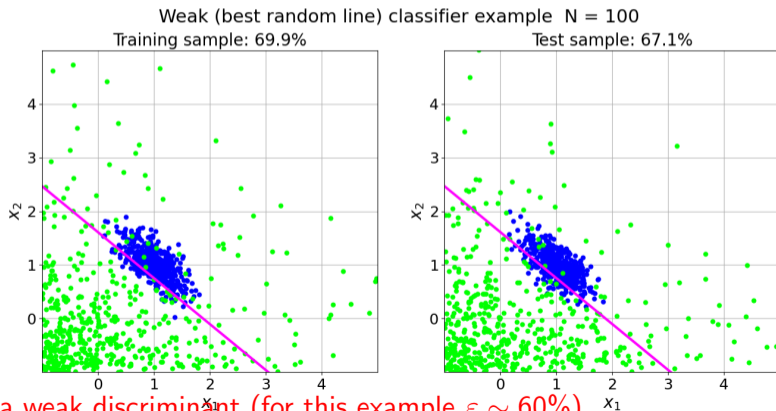 Weak (best random line) classifier example N = 100
Training sample: 69.9%
Test sample: 67.1%
4
3
2
1
0
x₂
0
1
2
3
4
x₁
4
3
2
1
0
x₂
0
1
2
3
4
x₁
a weak discriminant (for this example ε ∼ 60%)